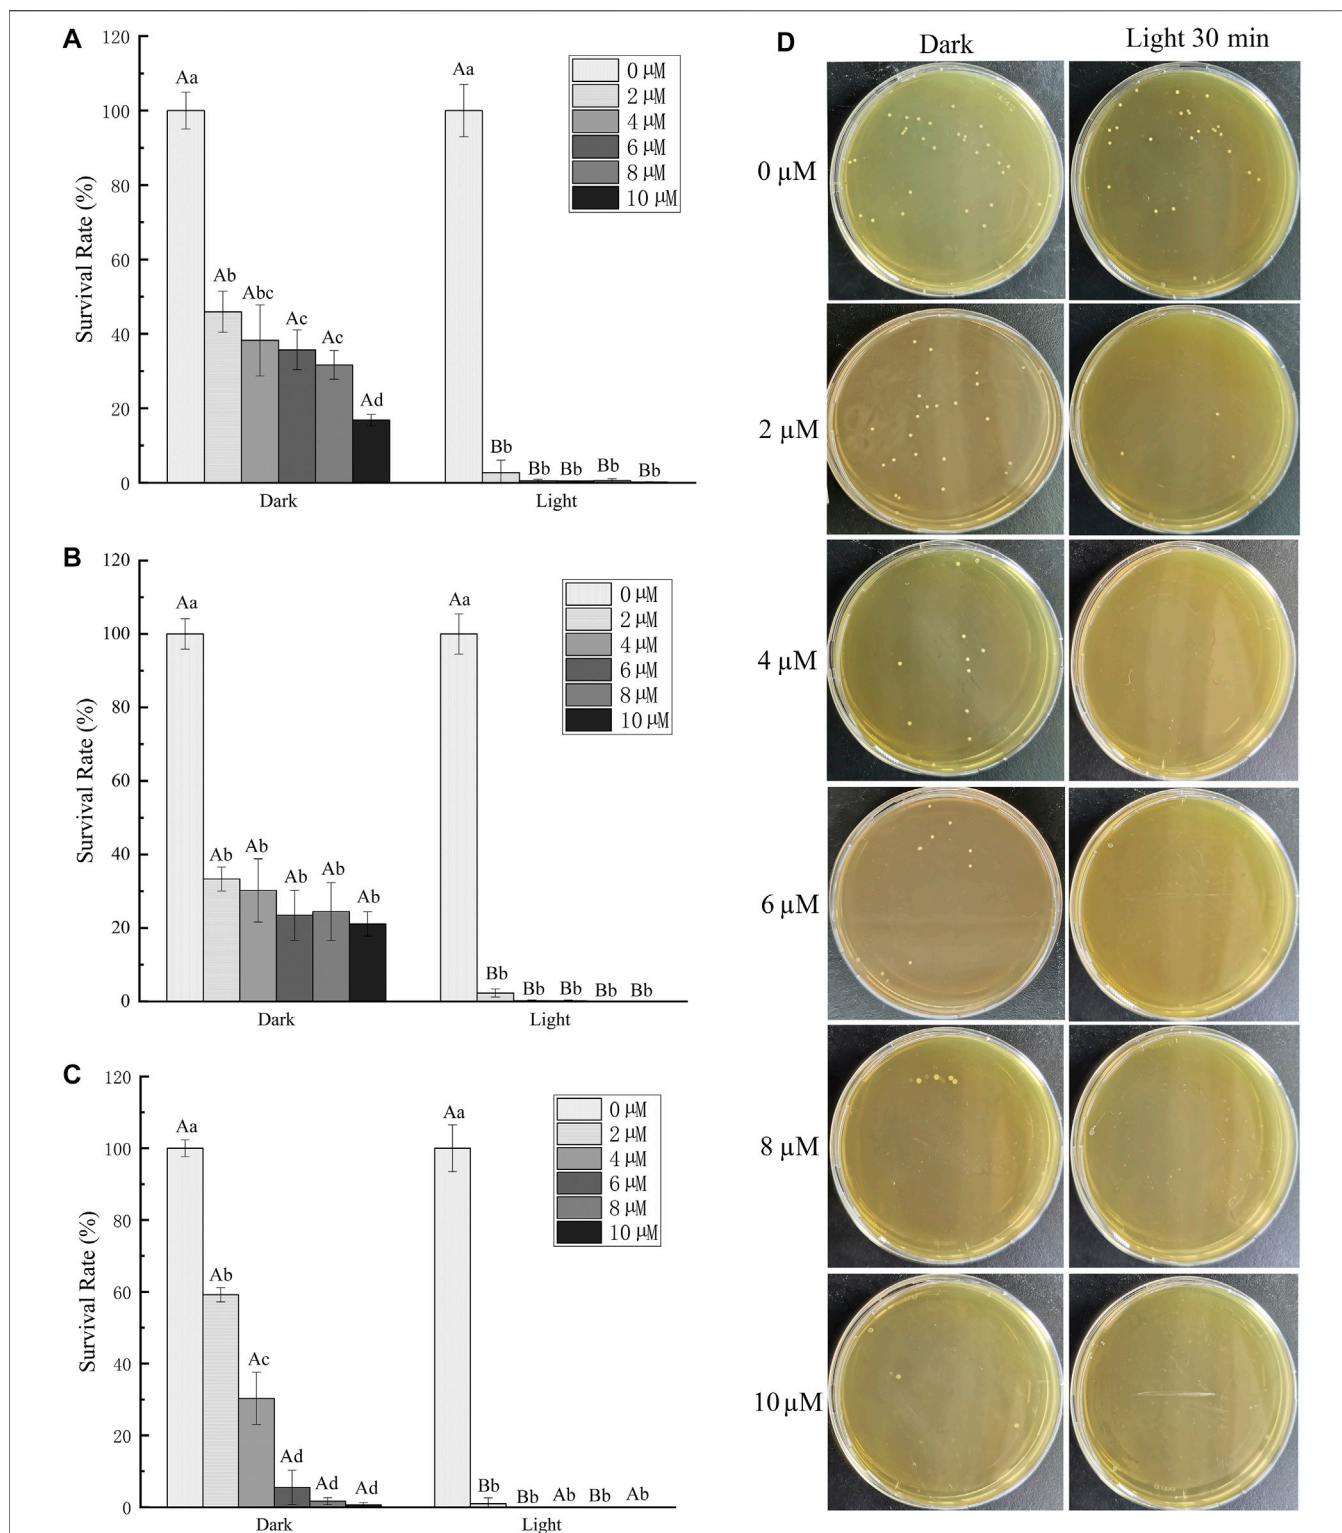 A
120
100
80
60
40
20
0
Survival Rate (%)
Aa
Ab
Abc
Ac
Ac
Ad
Aa
Bb
Bb
Bb
Bb
Bb
Dark
Light
0 μM
2 μM
4 μM
6 μM
8 μM
10 μM
B
120
100
80
60
40
20
0
Survival Rate (%)
Aa
Ab
Ab
Ab
Ab
Ab
Aa
Bb
Bb
Bb
Bb
Bb
Dark
Light
0 μM
2 μM
4 μM
6 μM
8 μM
10 μM
C
120
100
80
60
40
20
0
Survival Rate (%)
Aa
Ab
Ac
Ad
Ad
Ad
Aa
Bb
Bb
Ab
Bb
Ab
Dark
Light
0 μM
2 μM
4 μM
6 μM
8 μM
10 μM
D
Dark
Light 30 min
0 μM
2 μM
4 μM
6 μM
8 μM
10 μM